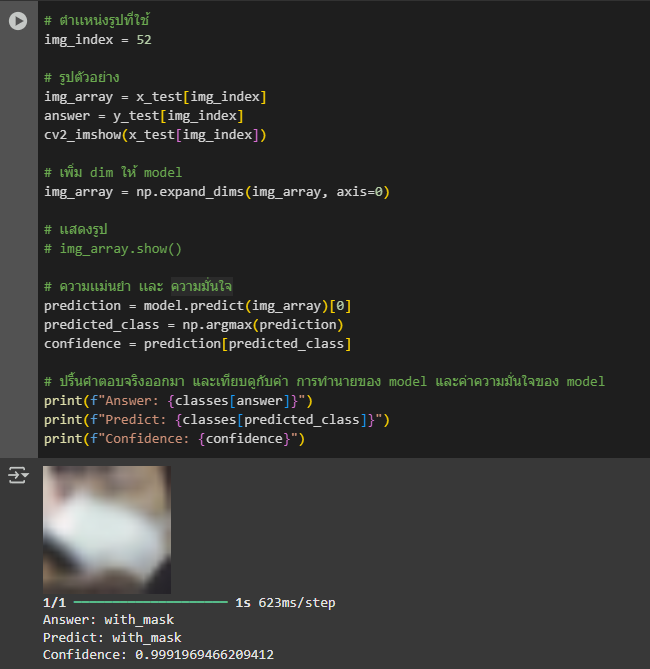 # ตำแหน่งรูปที่ใช้
img_index = 52
# รูปตัวอย่าง
img_array = x_test[img_index]
answer = y_test[img_index]
cv2_imshow(x_test[img_index])
# เพิ่ม dim ให้ model
img_array = np.expand_dims(img_array, axis=0)
# แสดงรูป
# img_array.show()
# ความแม่นยำ และ ความมั่นใจ
prediction = model.predict(img_array)[0]
predicted_class = np.argmax(prediction)
confidence = prediction[predicted_class]
# ปริ้นคำตอบจริงออกมา และเทียบดูกับค่า การทำนายของ model และค่าความมั่นใจของ model
print(f"Answer: {classes[answer]}")
print(f"Predict: {classes[predicted_class]}")
print(f"Confidence: {confidence}")
1/1 ━━━━━━━━━━━━━━━━━━━━ 1s 623ms/step
Answer: with_mask
Predict: with_mask
Confidence: 0.9991969466209412